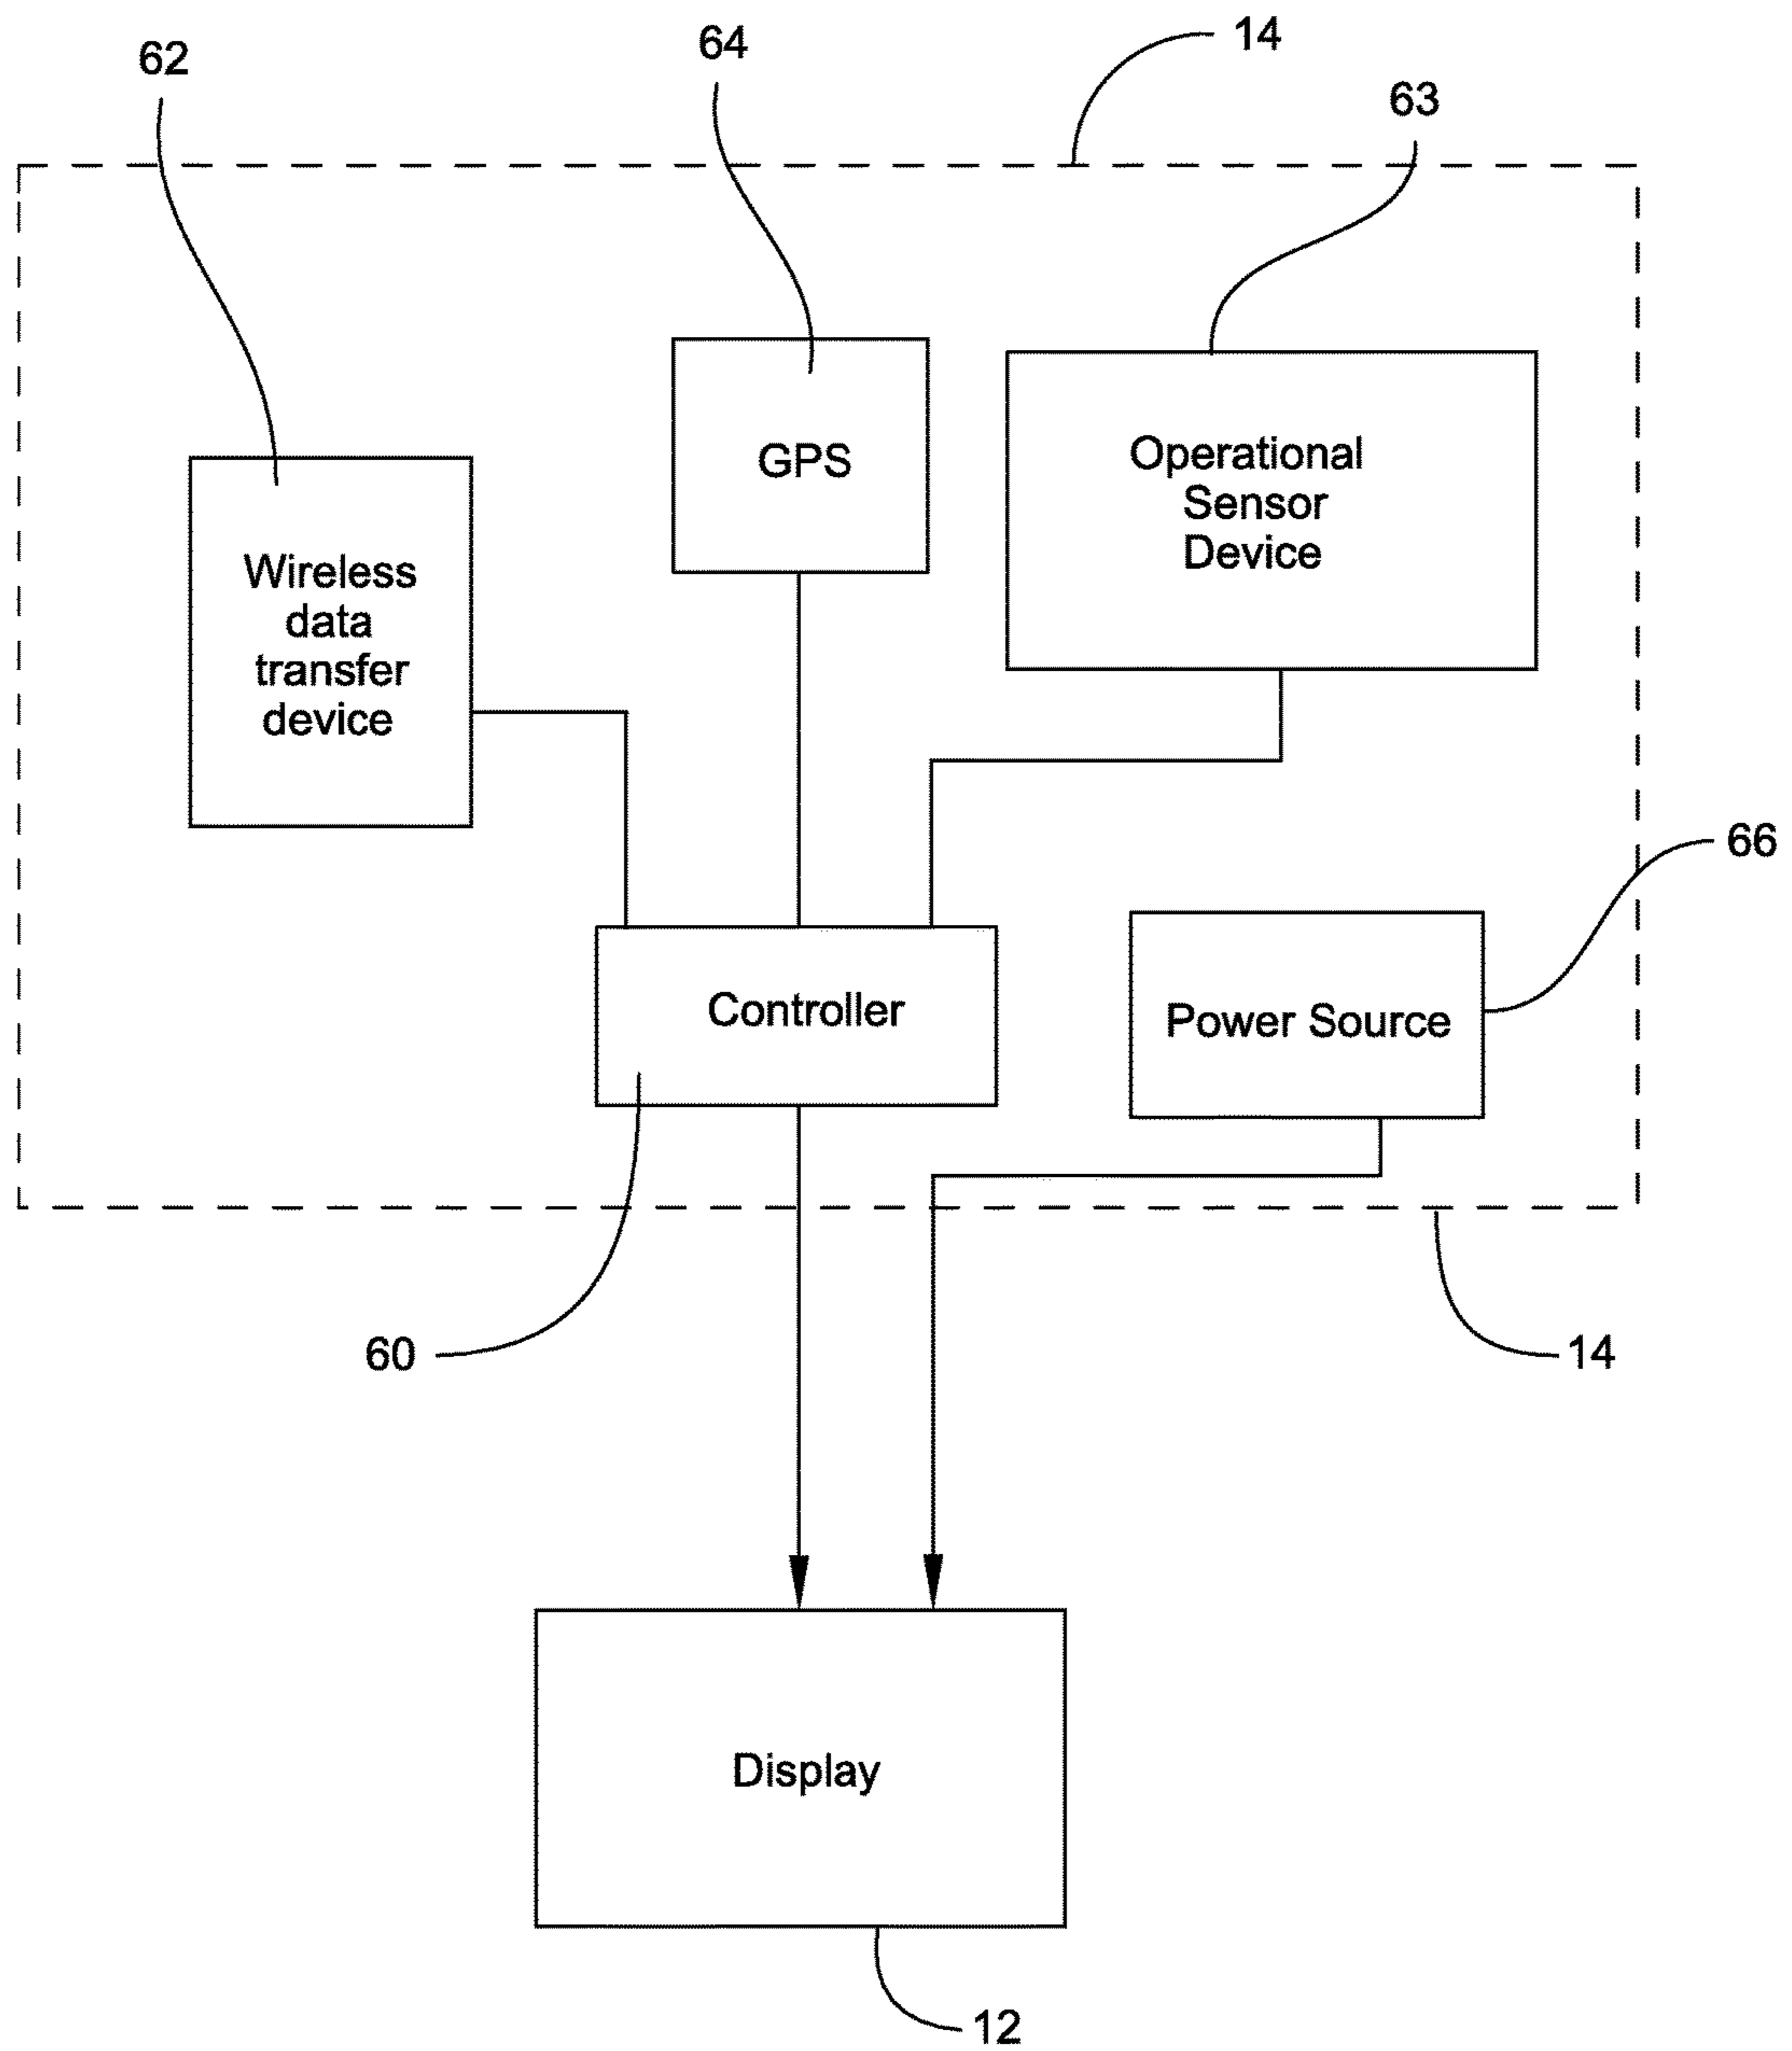 14
64
62
63
GPS
Operational
Sensor
Device
Wireless
data
transfer
device
66
Controller
Power Source
60
14
Display
12